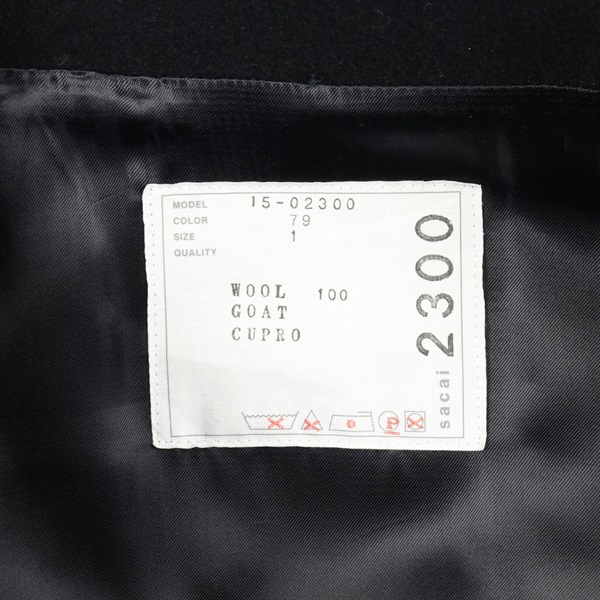 MODEL 15-02300
COLOR 79
SIZE 1
QUALITY
WOOL 100
GOAT
CUPRO
sacai 2300